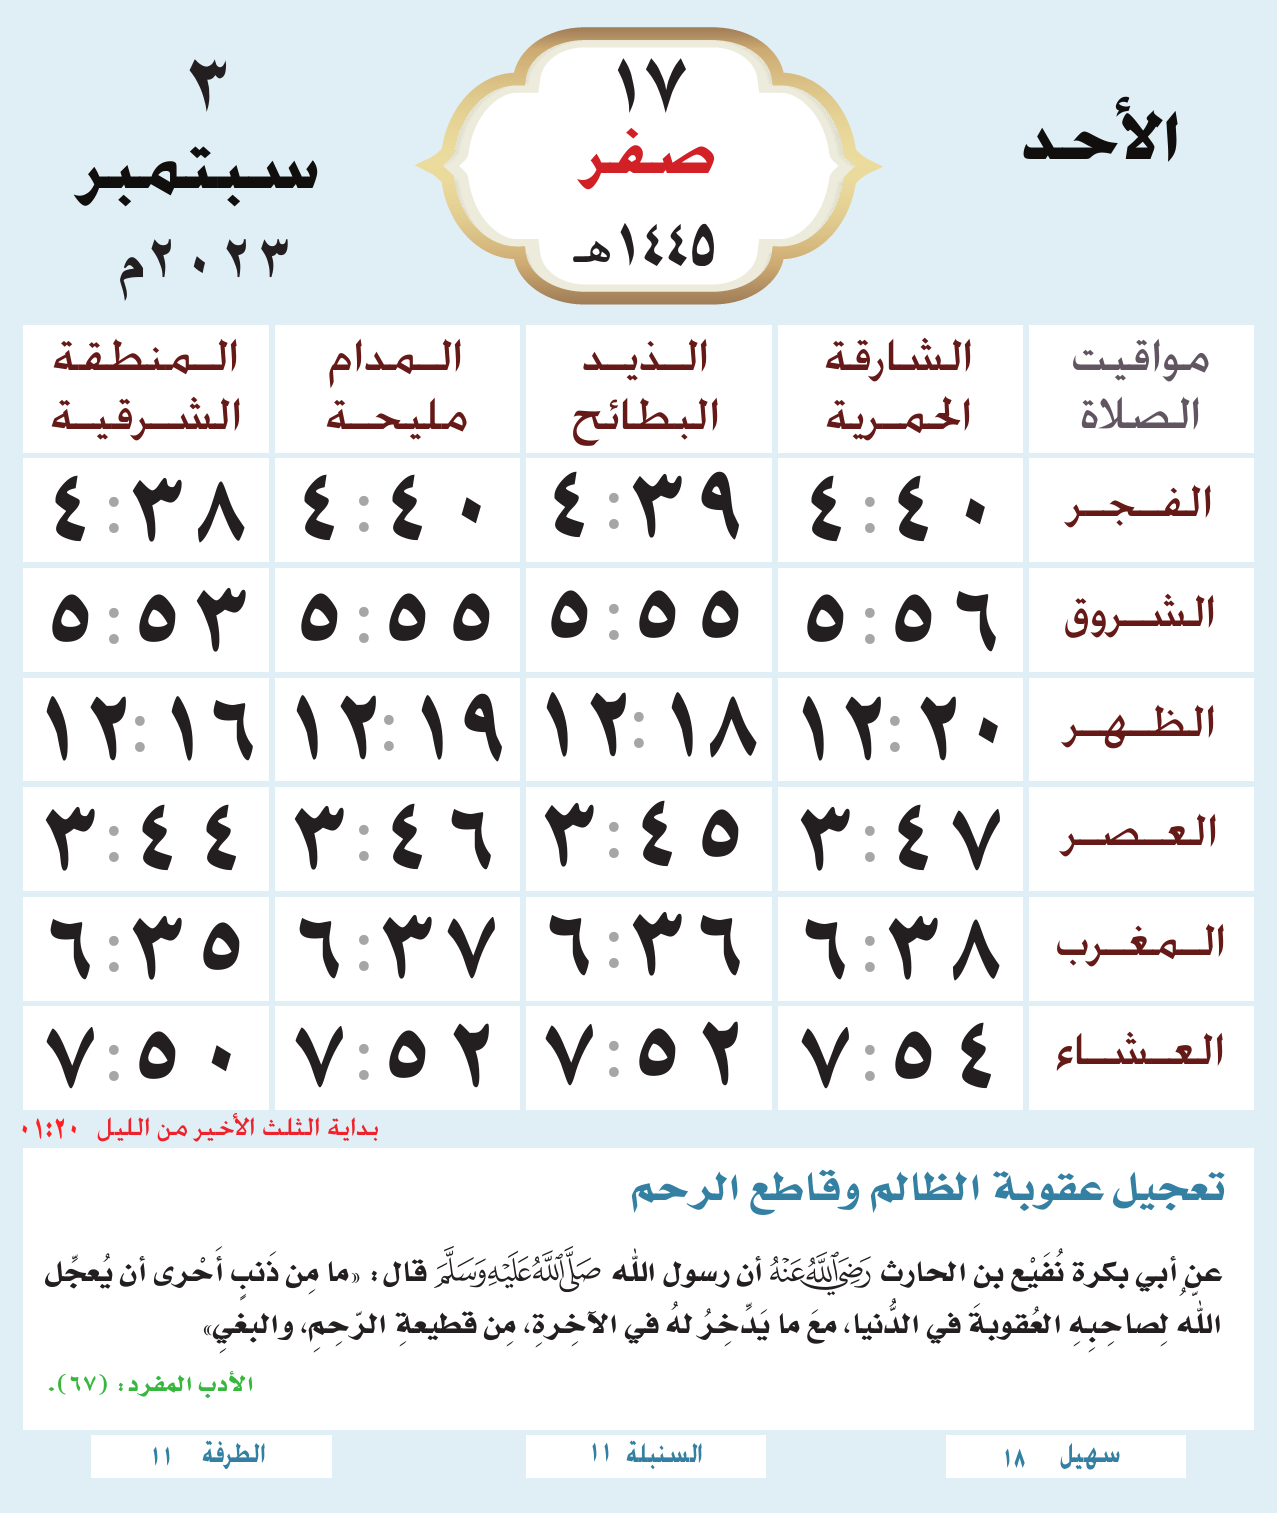 الأحد
١٧
صفر
١٤٤٥هـ
٣
سبتمبر
٢٠٢٣م
مواقيت الصلاة الشارقة الحمرية الذيد البطائح المدام مليحة المنطقة الشرقية
الفجر ٤:٤٠ ٤:٣٩ ٤:٤٠ ٤:٣٨
الشروق ٥:٥٦ ٥:٥٥ ٥:٥٥ ٥:٥٣
الظهر ١٢:٢٠ ١٢:١٨ ١٢:١٩ ١٢:١٦
العصر ٣:٤٧ ٣:٤٥ ٣:٤٦ ٣:٤٤
المغرب ٦:٣٨ ٦:٣٦ ٦:٣٧ ٦:٣٥
العشاء ٧:٥٤ ٧:٥٢ ٧:٥٢ ٧:٥٠
بداية الثلث الأخير من الليل ٠١:٢٠
تعجيل عقوبة الظالم وقاطع الرحم
عن أبي بكرة نُفَيْع بن الحارث رَضِيَ اللَّهُ عَنْهُ أن رسول الله صَلَّى اللَّهُ عَلَيْهِ وَسَلَّمَ قال: «ما مِن ذَنبٍ أَحْرى أن يُعجِّل
اللّهُ لِصاحِبِهِ العُقوبةَ في الدُّنيا، معَ ما يَدِّخِرُ لهُ في الآخِرةِ، مِن قطيعةِ الرّحِمِ، والبغيِ»
الأدب المفرد: (٦٧).
سهيل ١٨ السنبلة ١١ الطرفة ١١